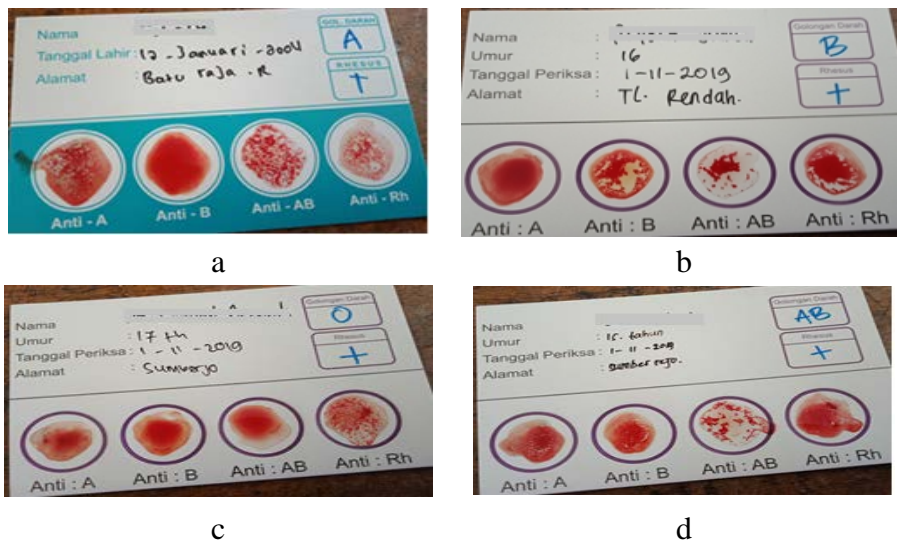 Nama
Tanggal Lahir : 17 - Januari - 2004
Alamat : Batu raja . R
GOL. DARAH
A
RHESUS
+
Anti - A Anti - B Anti - AB Anti - Rh
a
Nama :
Umur : 16
Tanggal Periksa : 1-11-2019
Alamat : TL. Rendah.
Golongan Darah
B
Rhesus
+
Anti : A Anti : B Anti : AB Anti : Rh
b
Nama
Umur : 17 th
Tanggal Periksa : 1 - 11 - 2019
Alamat : Sumberjo
Golongan Darah
O
Rhesus
+
Anti : A Anti : B Anti : AB Anti : Rh
c
Nama :
Umur : 15. tahun
Tanggal Periksa : 1- 11 - 2019
Alamat : sumber rejo.
Golongan Darah
AB
Rhesus
+
Anti : A Anti : B Anti : AB Anti : Rh
d